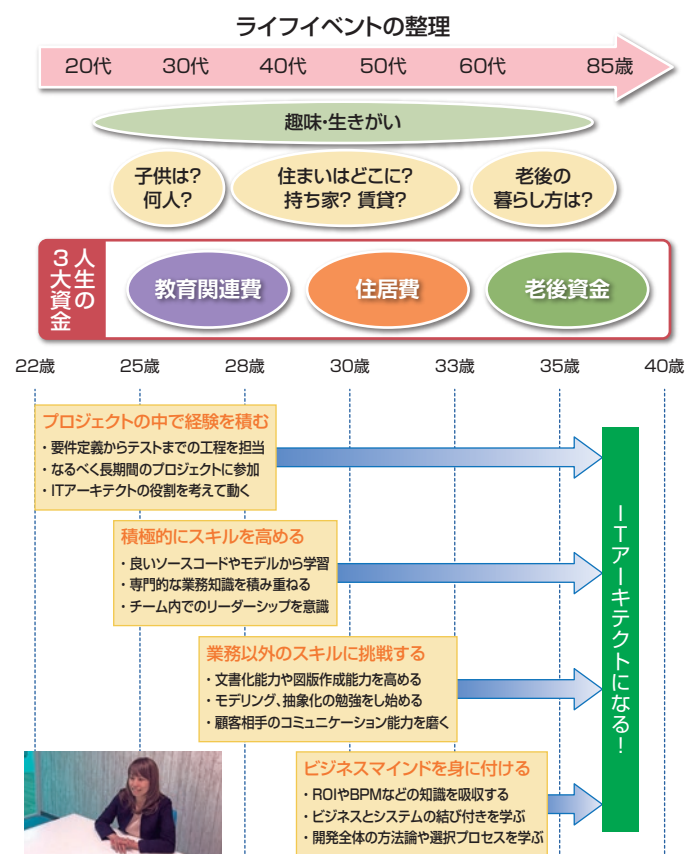 ライフイベントの整理
20代 30代 40代 50代 60代 85歳
趣味・生きがい
子供は?
何人?
住まいはどこに?
持ち家? 賃貸?
老後の
暮らし方は?
人生の
3大資金
教育関連費
住居費
老後資金
22歳 25歳 28歳 30歳 33歳 35歳 40歳
プロジェクトの中で経験を積む
・要件定義からテストまでの工程を担当
・なるべく長期間のプロジェクトに参加
・ITアーキテクトの役割を考えて動く
積極的にスキルを高める
・良いソースコードやモデルから学習
・専門的な業務知識を積み重ねる
・チーム内でのリーダーシップを意識
業務以外のスキルに挑戦する
・文書化能力や図版作成能力を高める
・モデリング、抽象化の勉強をし始める
・顧客相手のコミュニケーション能力を磨く
ビジネスマインドを身に付ける
・ROIやBPMなどの知識を吸収する
・ビジネスとシステムの結び付きを学ぶ
・開発全体の方法論や選択プロセスを学ぶ
ITアーキテクトになる!